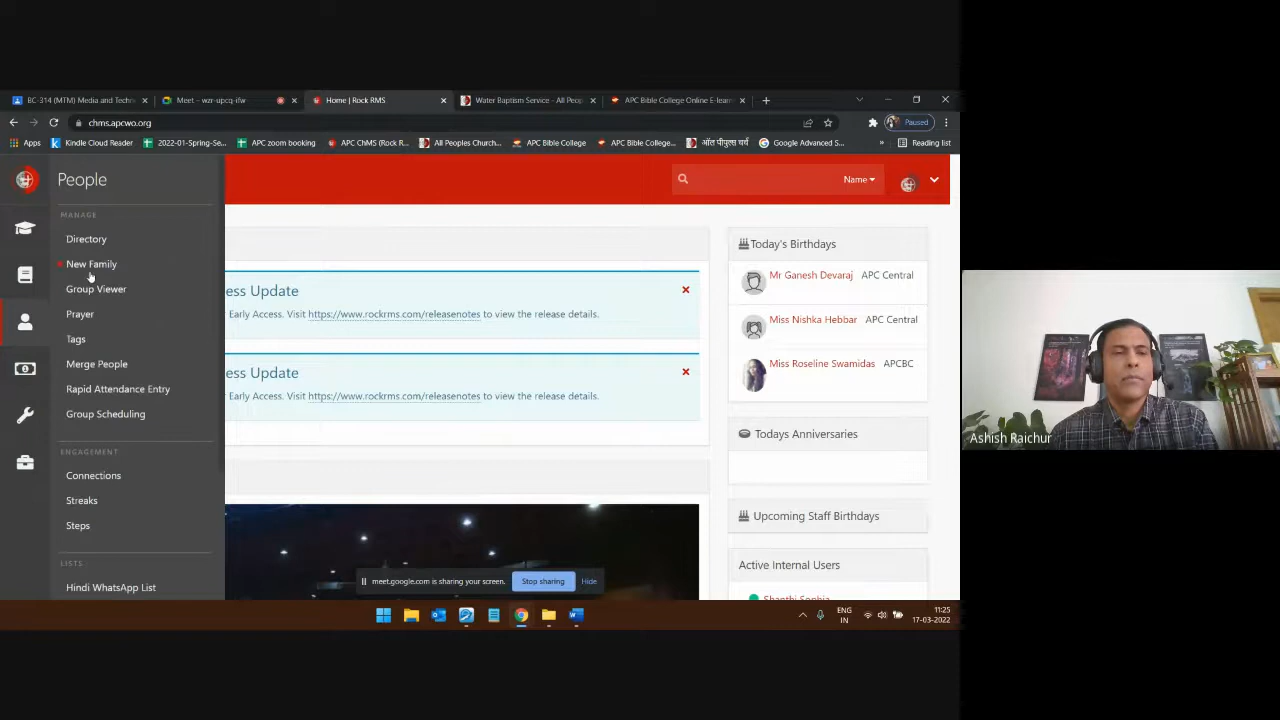 BC-314 (MTM) Media and Techn
Meet – wzr-upcq-ifw
Home | Rock RMS
Water Baptism Service - All Peop
APC Bible College Online E-learn
chms.apcwo.org
Paused
Apps
Kindle Cloud Reader
2022-01-Spring-Se...
APC zoom booking
APC ChMS (Rock R...
All Peoples Church...
APC Bible College
APC Bible College...
ऑल पीपुल्स चर्च
Google Advanced S...
Reading list
People
Name
MANAGE
Directory
New Family
Group Viewer
Prayer
Tags
Merge People
Rapid Attendance Entry
Group Scheduling
ENGAGEMENT
Connections
Streaks
Steps
LISTS
Hindi WhatsApp List
ess Update
Early Access. Visit https://www.rockrms.com/releasenotes to view the release details.
ess Update
Early Access. Visit https://www.rockrms.com/releasenotes to view the release details.
Today's Birthdays
Mr Ganesh Devaraj APC Central
Miss Nishka Hebbar APC Central
Miss Roseline Swamidas APCBC
Todays Anniversaries
Upcoming Staff Birthdays
Active Internal Users
Shanthi Sophia
meet.google.com is sharing your screen.
Stop sharing
Hide
ENG
IN
11:25
17-03-2022
Ashish Raichur